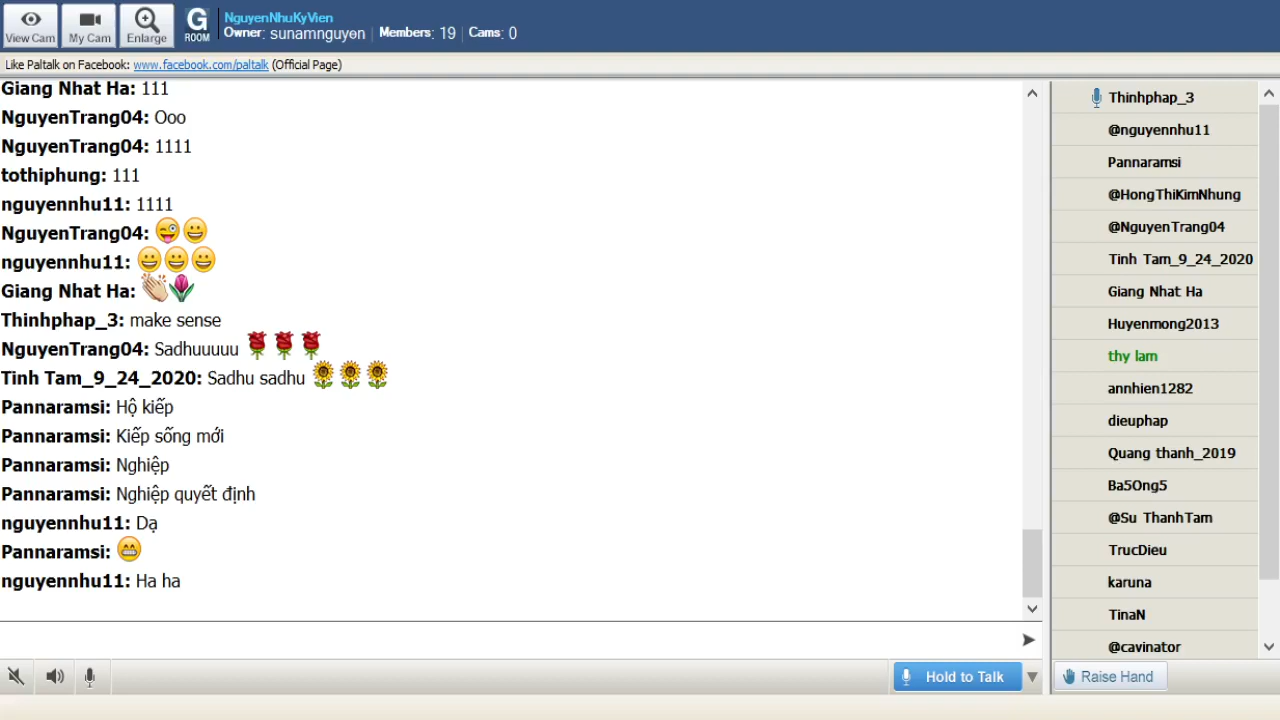 View Cam
My Cam
Enlarge
G
ROOM
NguyenNhuKyVien
Owner: sunamnguyen | Members: 19 | Cams: 0
Like Paltalk on Facebook: www.facebook.com/paltalk (Official Page)
Giang Nhat Ha: 111
NguyenTrang04: Ooo
NguyenTrang04: 1111
tothiphung: 111
nguyennhu11: 1111
NguyenTrang04: 😜😀
nguyennhu11: 😀😀😀
Giang Nhat Ha: 👏🌷
Thinhphap_3: make sense
NguyenTrang04: Sadhuuuuu 🌹🌹🌹
Tinh Tam_9_24_2020: Sadhu sadhu 🌻🌻🌻
Pannaramsi: Hộ kiếp
Pannaramsi: Kiếp sống mới
Pannaramsi: Nghiệp
Pannaramsi: Nghiệp quyết định
nguyennhu11: Dạ
Pannaramsi: 😁
nguyennhu11: Ha ha
Thinhphap_3
@nguyennhu11
Pannaramsi
@HongThiKimNhung
@NguyenTrang04
Tinh Tam_9_24_2020
Giang Nhat Ha
Huyenmong2013
thy lam
annhien1282
dieuphap
Quang thanh_2019
Ba5Ong5
@Su ThanhTam
TrucDieu
karuna
TinaN
@cavinator
Hold to Talk
Raise Hand